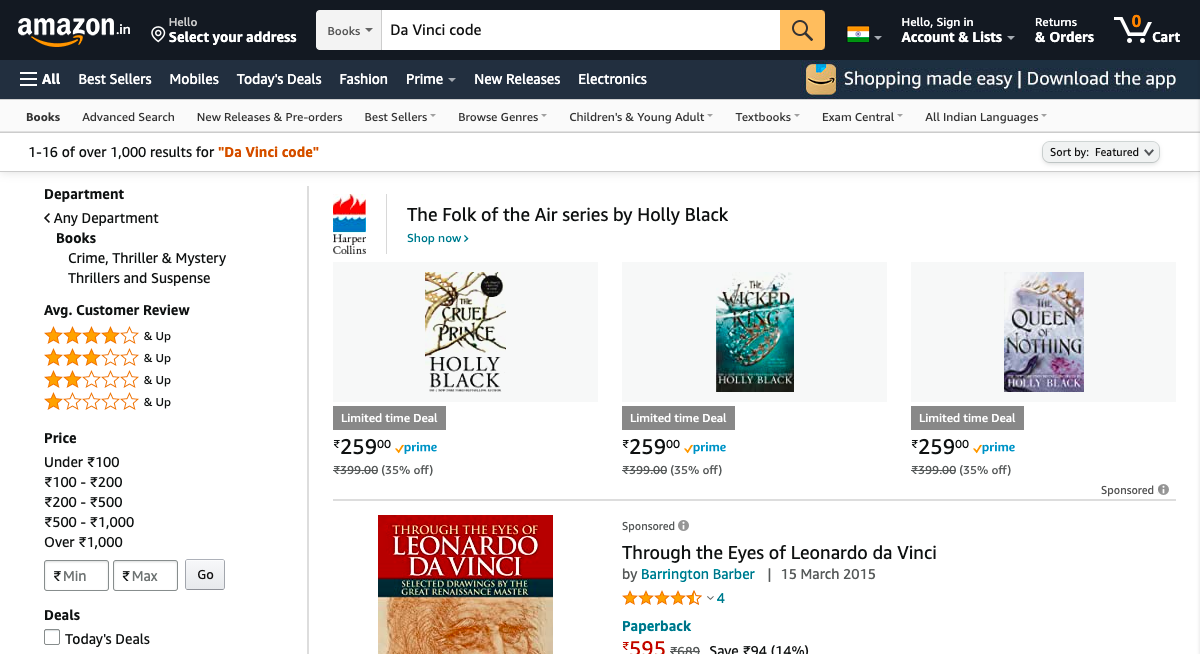 amazon.in
Hello
Select your address
Books
Da Vinci code
Hello, Sign in
Account & Lists
Returns
& Orders
0
Cart
All
Best Sellers
Mobiles
Today's Deals
Fashion
Prime
New Releases
Electronics
Shopping made easy | Download the app
Books
Advanced Search
New Releases & Pre-orders
Best Sellers
Browse Genres
Children's & Young Adult
Textbooks
Exam Central
All Indian Languages
1-16 of over 1,000 results for "Da Vinci code"
Sort by: Featured
Department
Any Department
Books
Crime, Thriller & Mystery
Thrillers and Suspense
Avg. Customer Review
& Up
& Up
& Up
& Up
Price
Under ₹100
₹100 - ₹200
₹200 - ₹500
₹500 - ₹1,000
Over ₹1,000
₹ Min
₹ Max
Go
Deals
Today's Deals
Harper
Collins
The Folk of the Air series by Holly Black
Shop now
THE
CRUEL
PRINCE
HOLLY
BLACK
Limited time Deal
₹25900 prime
₹399.00 (35% off)
THE
WICKED
KING
HOLLY BLACK
Limited time Deal
₹25900 prime
₹399.00 (35% off)
THE
QUEEN
OF
NOTHING
HOLLY BLACK
Limited time Deal
₹25900 prime
₹399.00 (35% off)
Sponsored
THROUGH THE EYES OF
LEONARDO
DA VINCI
SELECTED DRAWINGS BY THE
GREAT RENAISSANCE MASTER
Sponsored
Through the Eyes of Leonardo da Vinci
by Barrington Barber | 15 March 2015
4
Paperback
₹595 ₹689 Save ₹94 (14%)